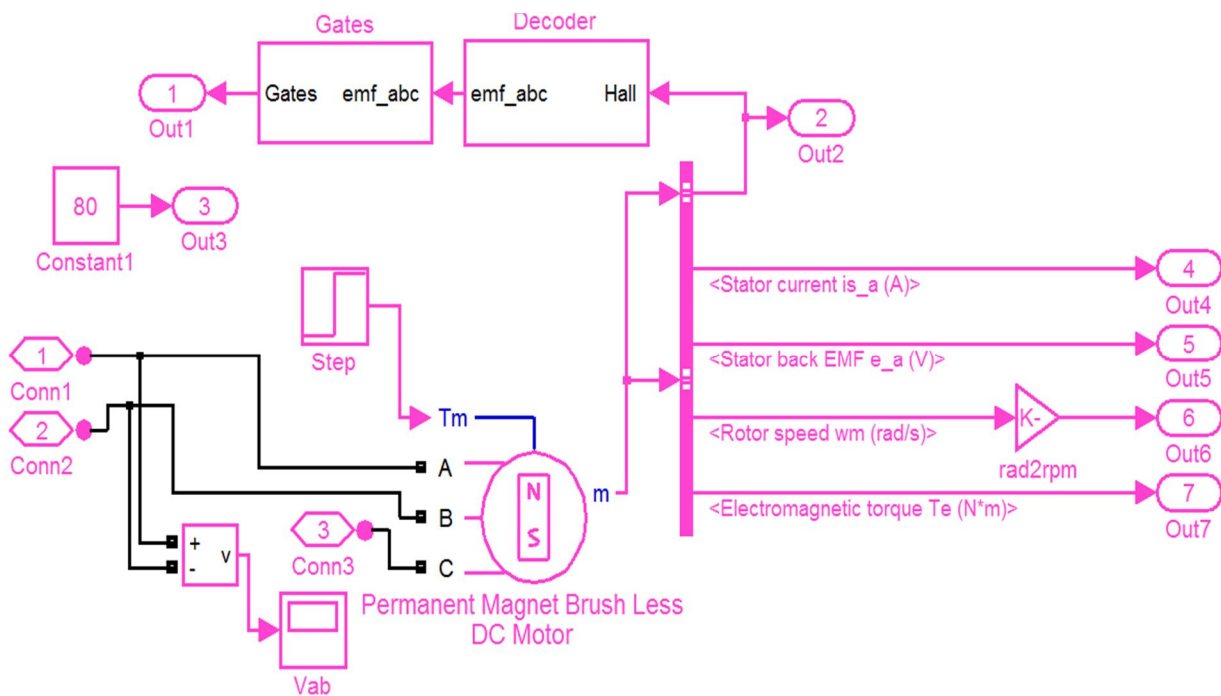 Gates
Decoder
1
Gates
emf_abc
emf_abc
Hall
2
Out1
Out2
80
3
Constant1
Out3
4
<Stator current is_a (A)>
Out4
Step
1
5
<Stator back EMF e_a (V)>
Conn1
Out5
2
Tm
K-
6
<Rotor speed wm (rad/s)>
Conn2
Out6
rad2rpm
A
m
N
S
7
<Electromagnetic torque Te (N*m)>
Out7
B
3
+
-
v
Conn3
C
Permanent Magnet Brush Less
DC Motor
Vab